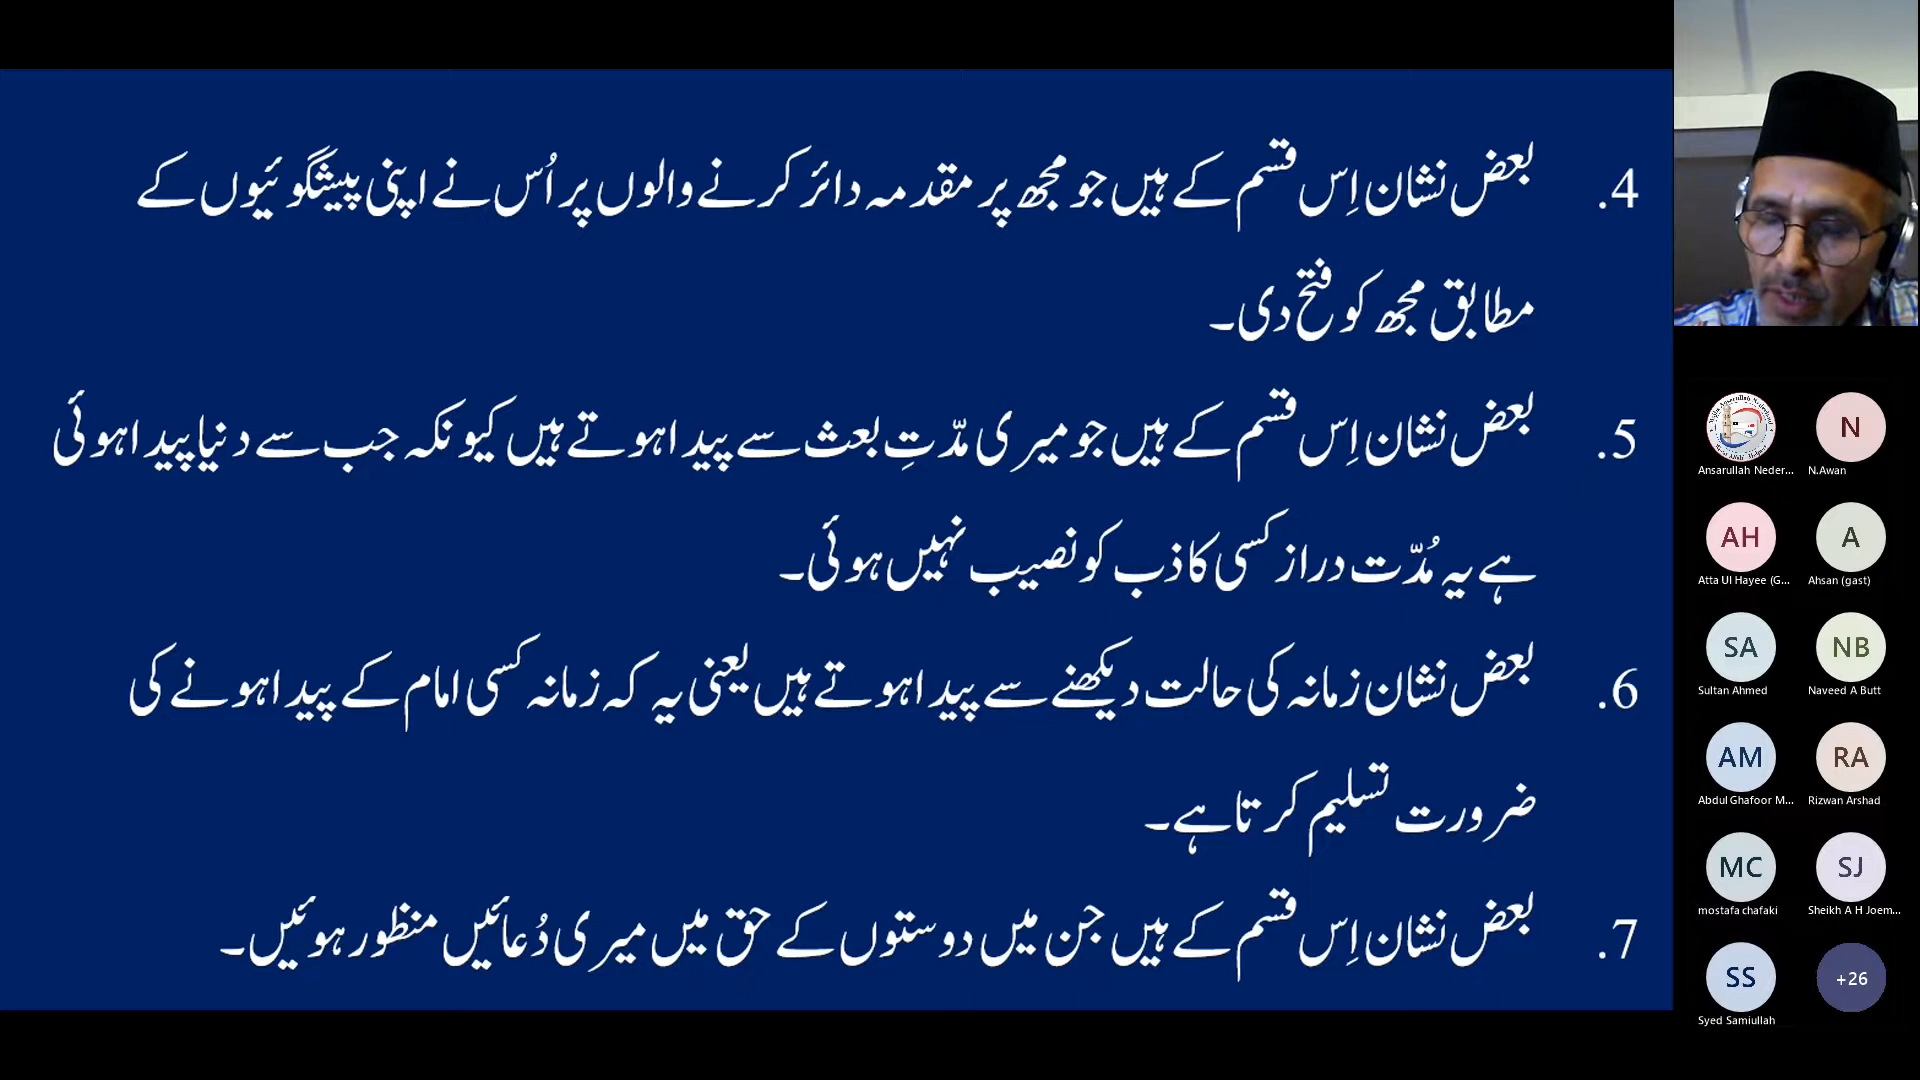 4. بعض نشان اِس قسم کے ہیں جو مجھ پر مقدمہ دائر کرنے والوں پر اُس نے اپنی پیشگوئیوں کے
مطابق مجھ کو فتح دی۔
5. بعض نشان اِس قسم کے ہیں جو میری مدّتِ بعث سے پیدا ہوتے ہیں کیونکہ جب سے دنیا پیدا ہوئی
ہے یہ مُدّت دراز کسی کاذب کو نصیب نہیں ہوئی۔
6. بعض نشان زمانہ کی حالت دیکھنے سے پیدا ہوتے ہیں یعنی یہ کہ زمانہ کسی امام کے پیدا ہونے کی
ضرورت تسلیم کرتا ہے۔
7. بعض نشان اِس قسم کے ہیں جن میں دوستوں کے حق میں میری دُعائیں منظور ہوئیں۔
N
Ansarullah Neder...
N.Awan
AH
A
Atta Ul Hayee (G...
Ahsan (gast)
SA
NB
Sultan Ahmed
Naveed A Butt
AM
RA
Abdul Ghafoor M...
Rizwan Arshad
MC
SJ
mostafa chafaki
Sheikh A H Joem...
SS
+26
Syed Samiullah